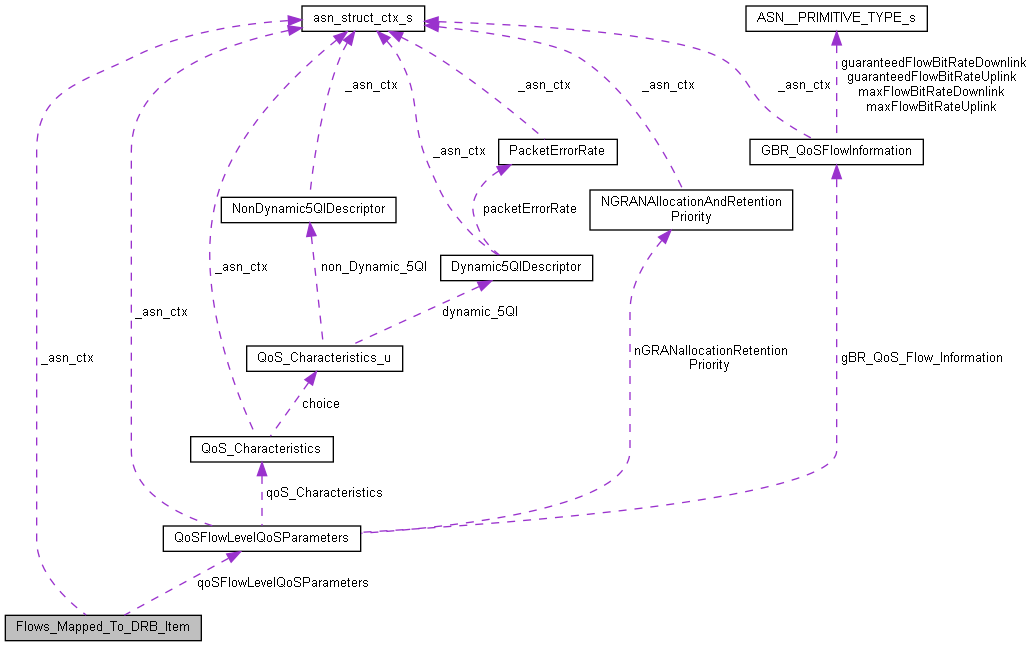 asn_struct_ctx_s
ASN__PRIMITIVE_TYPE_s
guaranteedFlowBitRateDownlink
guaranteedFlowBitRateUplink
maxFlowBitRateDownlink
maxFlowBitRateUplink
_asn_ctx
_asn_ctx
_asn_ctx
_asn_ctx
_asn_ctx
PacketErrorRate
GBR_QoSFlowInformation
NonDynamic5QIDescriptor
packetErrorRate
NGRANAllocationAndRetention
Priority
_asn_ctx
non_Dynamic_5QI
Dynamic5QIDescriptor
_asn_ctx
dynamic_5QI
_asn_ctx
QoS_Characteristics_u
nGRANallocationRetention
Priority
gBR_QoS_Flow_Information
choice
QoS_Characteristics
qoS_Characteristics
QoSFlowLevelQoSParameters
qoSFlowLevelQoSParameters
Flows_Mapped_To_DRB_Item